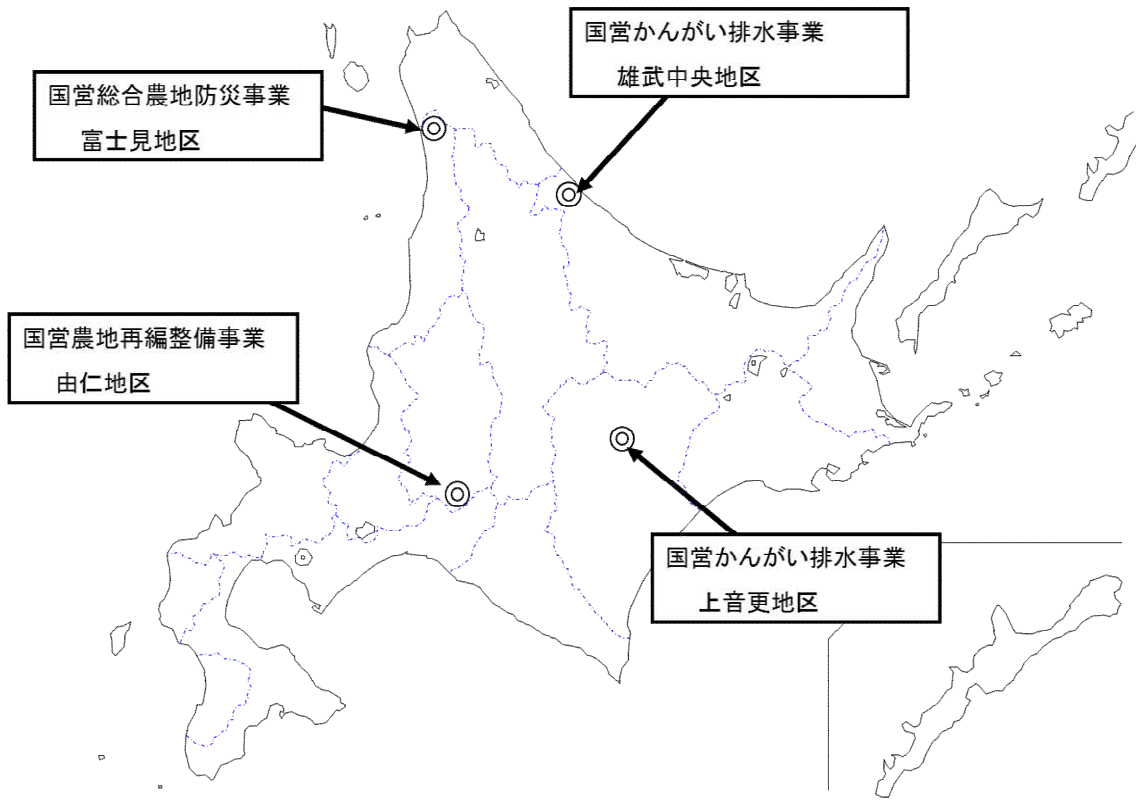 国営かんがい排水事業
雄武中央地区
国営総合農地防災事業
富士見地区
国営農地再編整備事業
由仁地区
国営かんがい排水事業
上音更地区